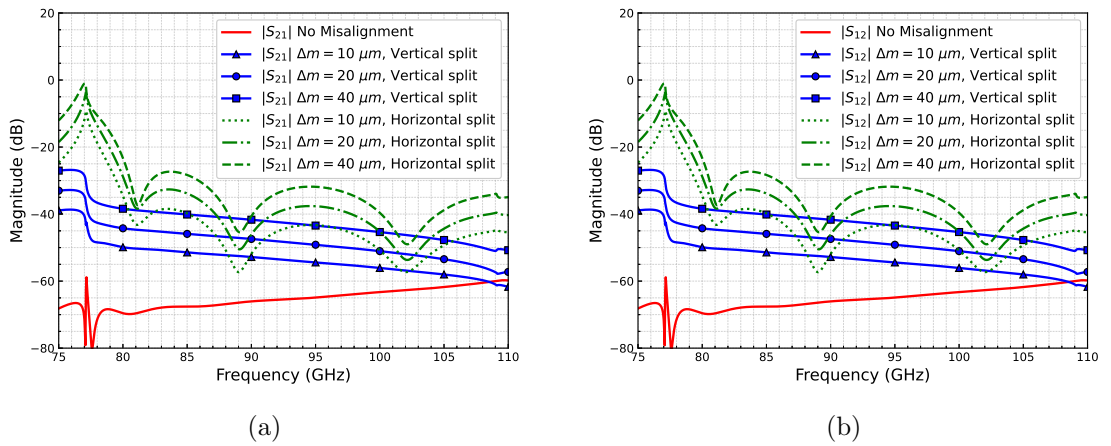 20
0
−20
−40
−60
−80
75 80 85 90 95 100 105 110
Magnitude (dB)
Frequency (GHz)
|S21| No Misalignment
|S21| Δm = 10 μm, Vertical split
|S21| Δm = 20 μm, Vertical split
|S21| Δm = 40 μm, Vertical split
|S21| Δm = 10 μm, Horizontal split
|S21| Δm = 20 μm, Horizontal split
|S21| Δm = 40 μm, Horizontal split
(a)
20
0
−20
−40
−60
−80
75 80 85 90 95 100 105 110
Magnitude (dB)
Frequency (GHz)
|S12| No Misalignment
|S12| Δm = 10 μm, Vertical split
|S12| Δm = 20 μm, Vertical split
|S12| Δm = 40 μm, Vertical split
|S12| Δm = 10 μm, Horizontal split
|S12| Δm = 20 μm, Horizontal split
|S12| Δm = 40 μm, Horizontal split
(b)